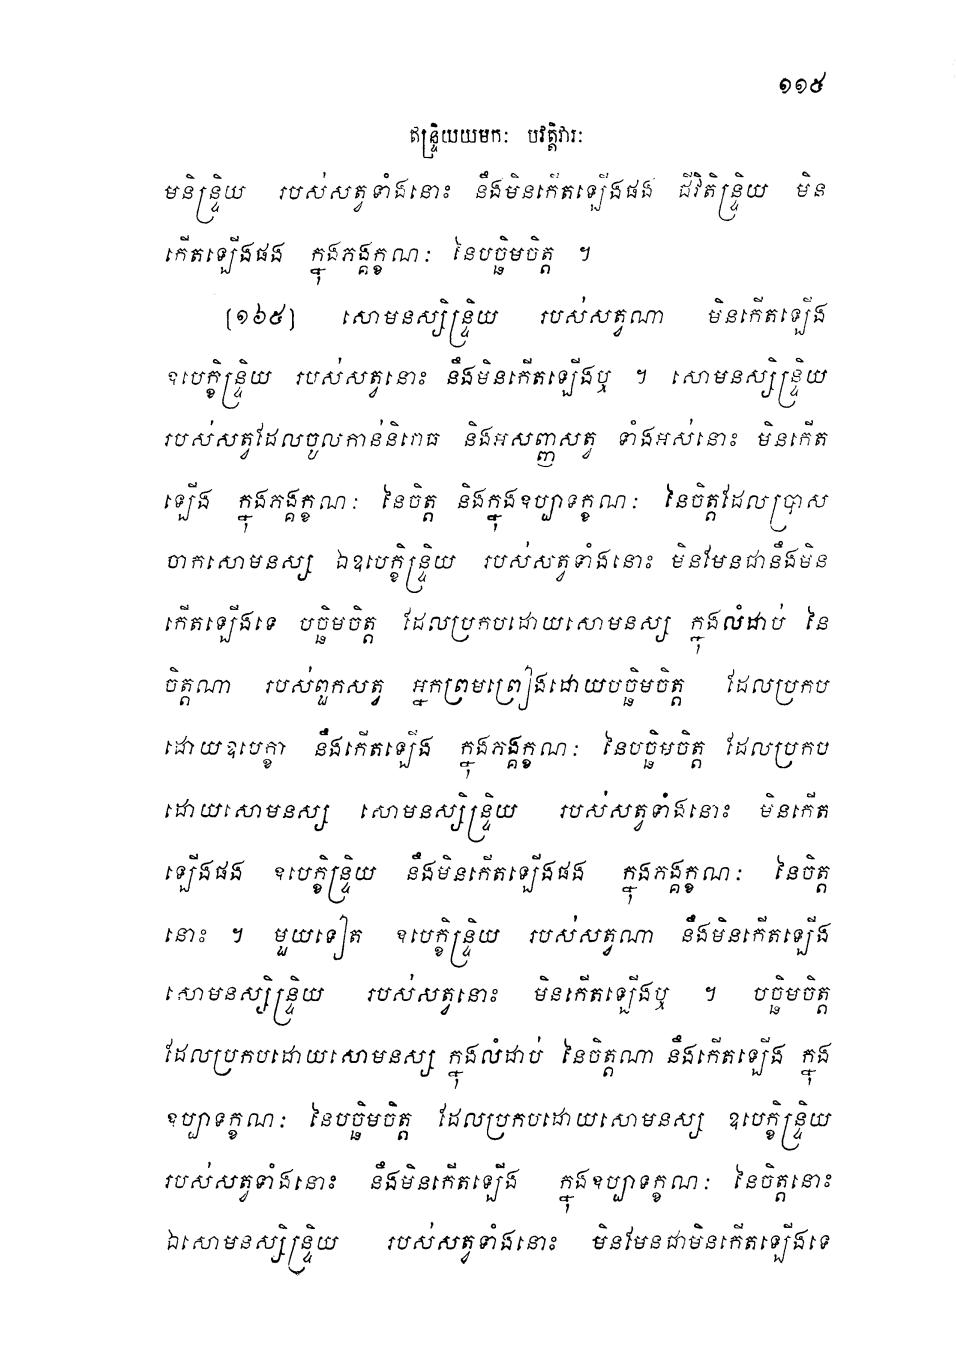 ១១៥
ឥន្ទ្រិយយមកៈ បវត្តិវារៈ
មនិន្ទ្រិយ របស់សត្វទាំងនោះ នឹងមិនកើតឡើងផង ជីវិតិន្ទ្រិយ មិន
កើតឡើងផង ក្នុងភង្គក្ខណៈ នៃបច្ឆិមចិត្ត ។
[១៦៥] សោមនស្សិន្ទ្រិយ របស់សត្វណា មិនកើតឡើង
ឧបេក្ខិន្ទ្រិយ របស់សត្វនោះ នឹងមិនកើតឡើងឬ ។ សោមនស្សិន្ទ្រិយ
របស់សត្វដែលចូលកាន់និរោធ និងអសញ្ញសត្វ ទាំងអស់នោះ មិនកើត
ឡើង ក្នុងភង្គក្ខណៈ នៃចិត្ត និងក្នុងឧប្បាទក្ខណៈ នៃចិត្តដែលប្រាស
ចាកសោមនស្ស ឯឧបេក្ខិន្ទ្រិយ របស់សត្វទាំងនោះ មិនមែនជានឹងមិន
កើតឡើងទេ បច្ឆិមចិត្ត ដែលប្រកបដោយសោមនស្ស ក្នុងលំដាប់ នៃ
ចិត្តណា របស់ពួកសត្វ អ្នកព្រមព្រៀងដោយបច្ឆិមចិត្ត ដែលប្រកប
ដោយឧបេក្ខា នឹងកើតឡើង ក្នុងភង្គក្ខណៈ នៃបច្ឆិមចិត្ត ដែលប្រកប
ដោយសោមនស្ស សោមនស្សិន្ទ្រិយ របស់សត្វទាំងនោះ មិនកើត
ឡើងផង ឧបេក្ខិន្ទ្រិយ នឹងមិនកើតឡើងផង ក្នុងភង្គក្ខណៈ នៃចិត្ត
នោះ ។ មួយទៀត ឧបេក្ខិន្ទ្រិយ របស់សត្វណា នឹងមិនកើតឡើង
សោមនស្សិន្ទ្រិយ របស់សត្វនោះ មិនកើតឡើងឬ ។ បច្ឆិមចិត្ត
ដែលប្រកបដោយសោមនស្ស ក្នុងលំដាប់ នៃចិត្តណា នឹងកើតឡើង ក្នុង
ឧប្បាទក្ខណៈ នៃបច្ឆិមចិត្ត ដែលប្រកបដោយសោមនស្ស ឧបេក្ខិន្ទ្រិយ
របស់សត្វទាំងនោះ នឹងមិនកើតឡើង ក្នុងឧប្បាទក្ខណៈ នៃចិត្តនោះ
ឯសោមនស្សិន្ទ្រិយ របស់សត្វទាំងនោះ មិនមែនជាមិនកើតឡើងទេ